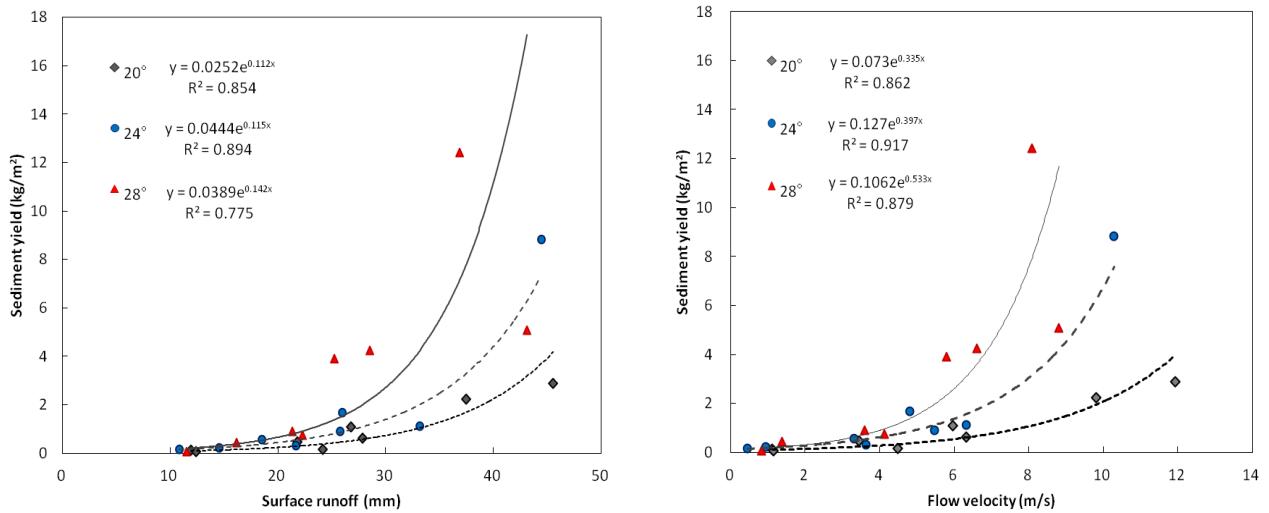 18
16
14
12
10
8
6
4
2
0
Sediment yield (kg/m²)
20° y = 0.0252e^0.112x
R² = 0.854
24° y = 0.0444e^0.115x
R² = 0.894
28° y = 0.0389e^0.142x
R² = 0.775
0 10 20 30 40 50
Surface runoff (mm)
18
16
14
12
10
8
6
4
2
0
Sediment yield (kg/m²)
20° y = 0.073e^0.335x
R² = 0.862
24° y = 0.127e^0.397x
R² = 0.917
28° y = 0.1062e^0.533x
R² = 0.879
0 2 4 6 8 10 12 14
Flow velocity (m/s)